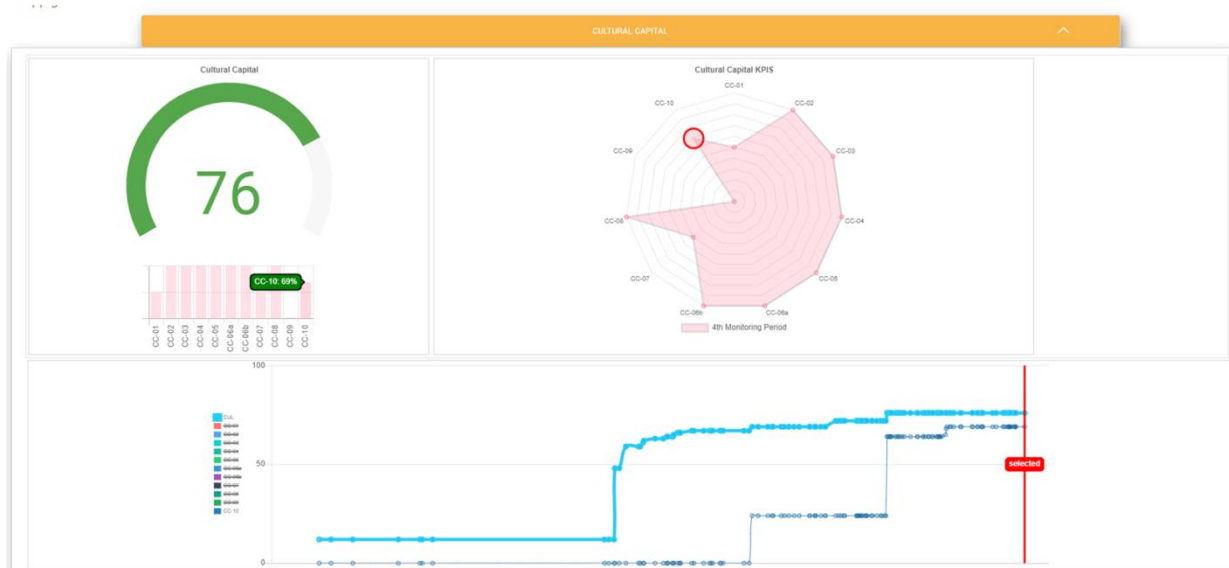 CULTURAL CAPITAL
Cultural Capital
76
CC-10: 69%
CC-01
CC-02
CC-03
CC-04
CC-05
CC-06a
CC-06b
CC-07
CC-08
CC-09
CC-10
Cultural Capital KPIS
CC-01
CC-02
CC-03
CC-04
CC-05
CC-06a
CC-06b
CC-07
CC-08
CC-09
CC-10
4th Monitoring Period
100
50
0
CC-10
selected